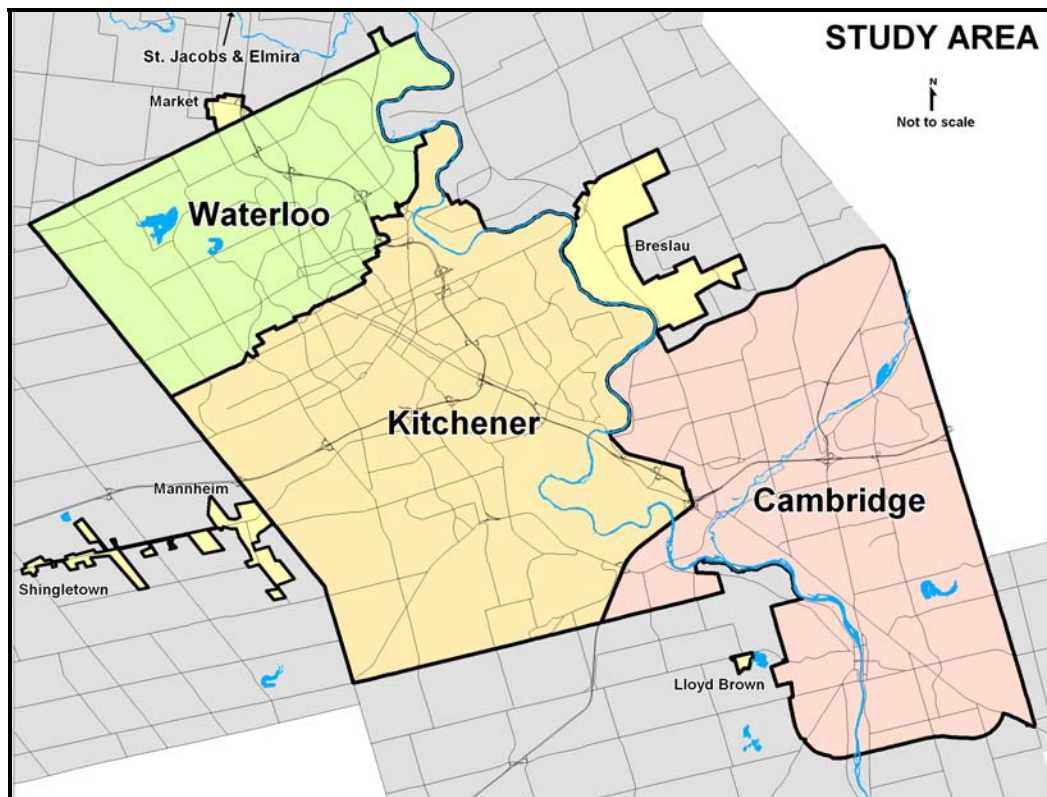 STUDY AREA
St. Jacobs & Elmira
N
Market
Not to scale
Waterloo
Breslau
Kitchener
Mannheim
Cambridge
Shingletown
Lloyd Brown